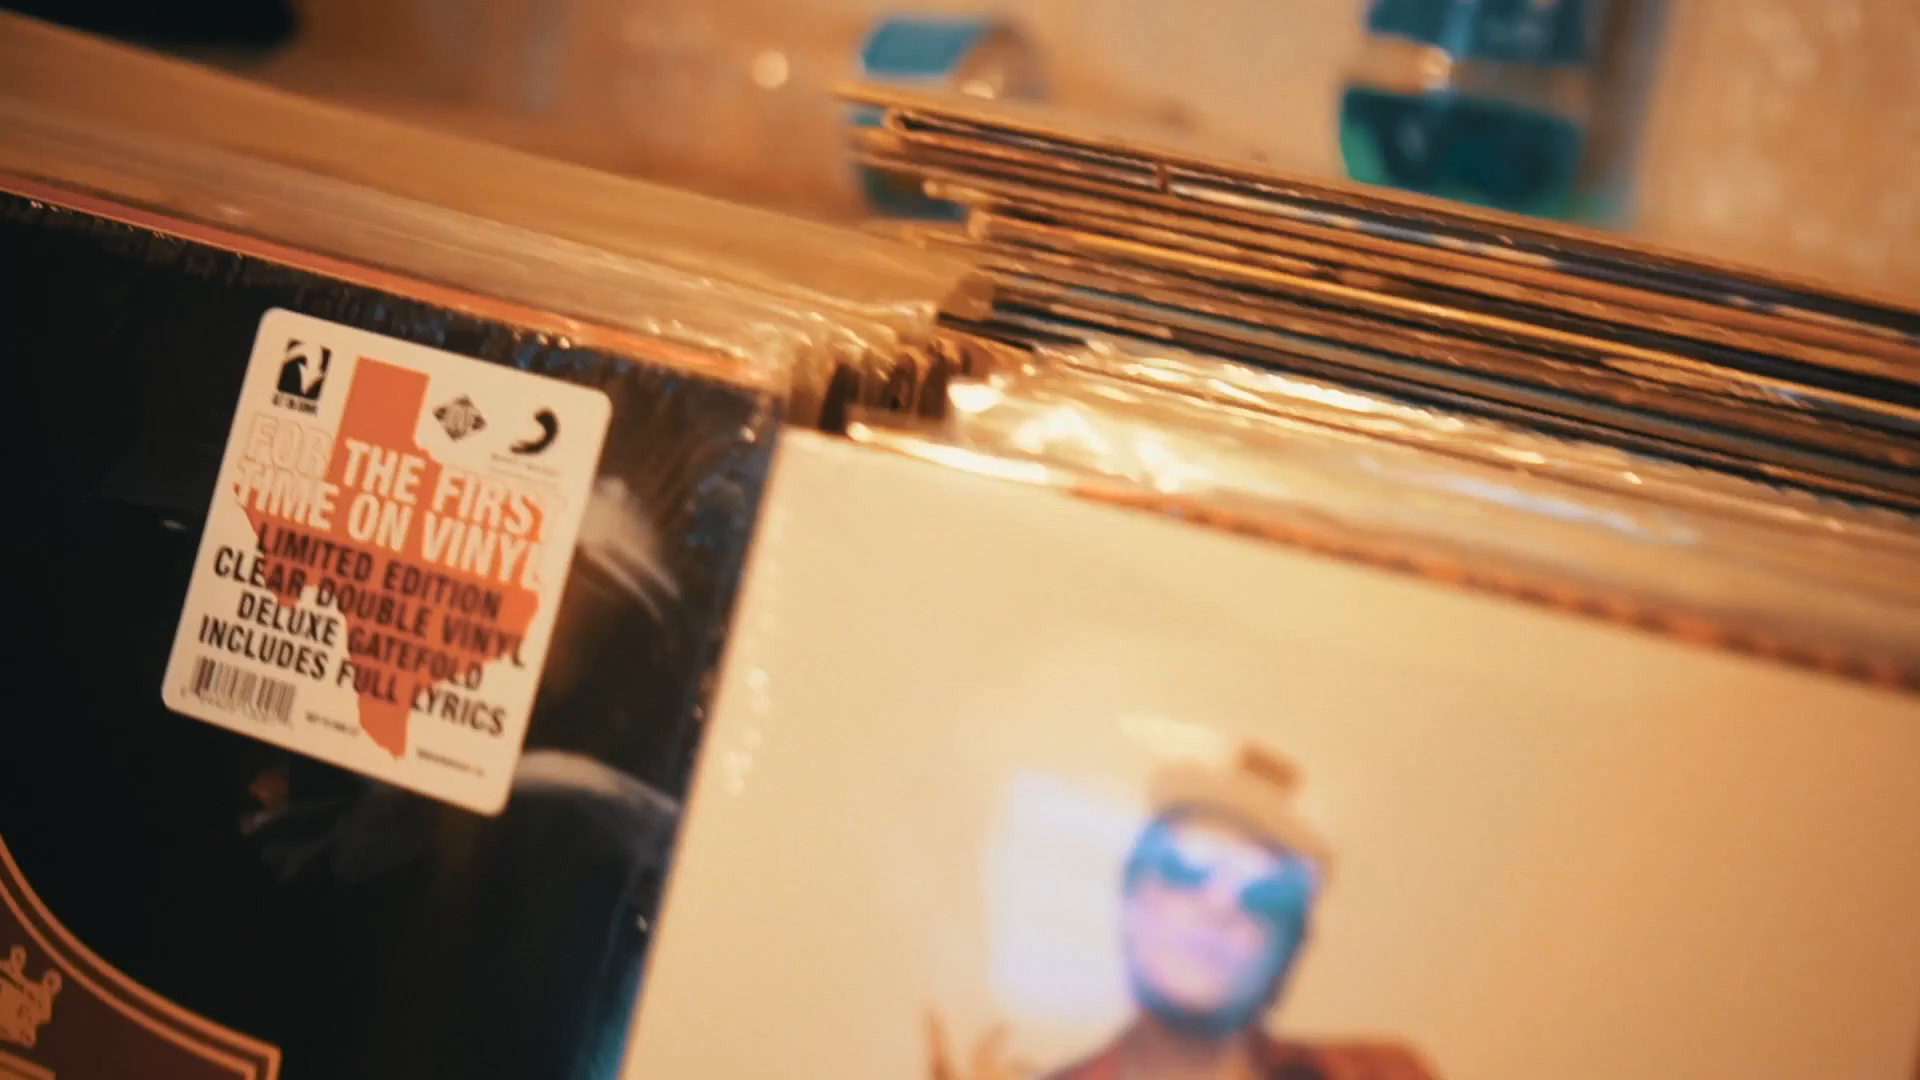 FOR THE FIRST
TIME ON VINYL
LIMITED EDITION
CLEAR DOUBLE VINYL
DELUXE GATEFOLD
INCLUDES FULL LYRICS